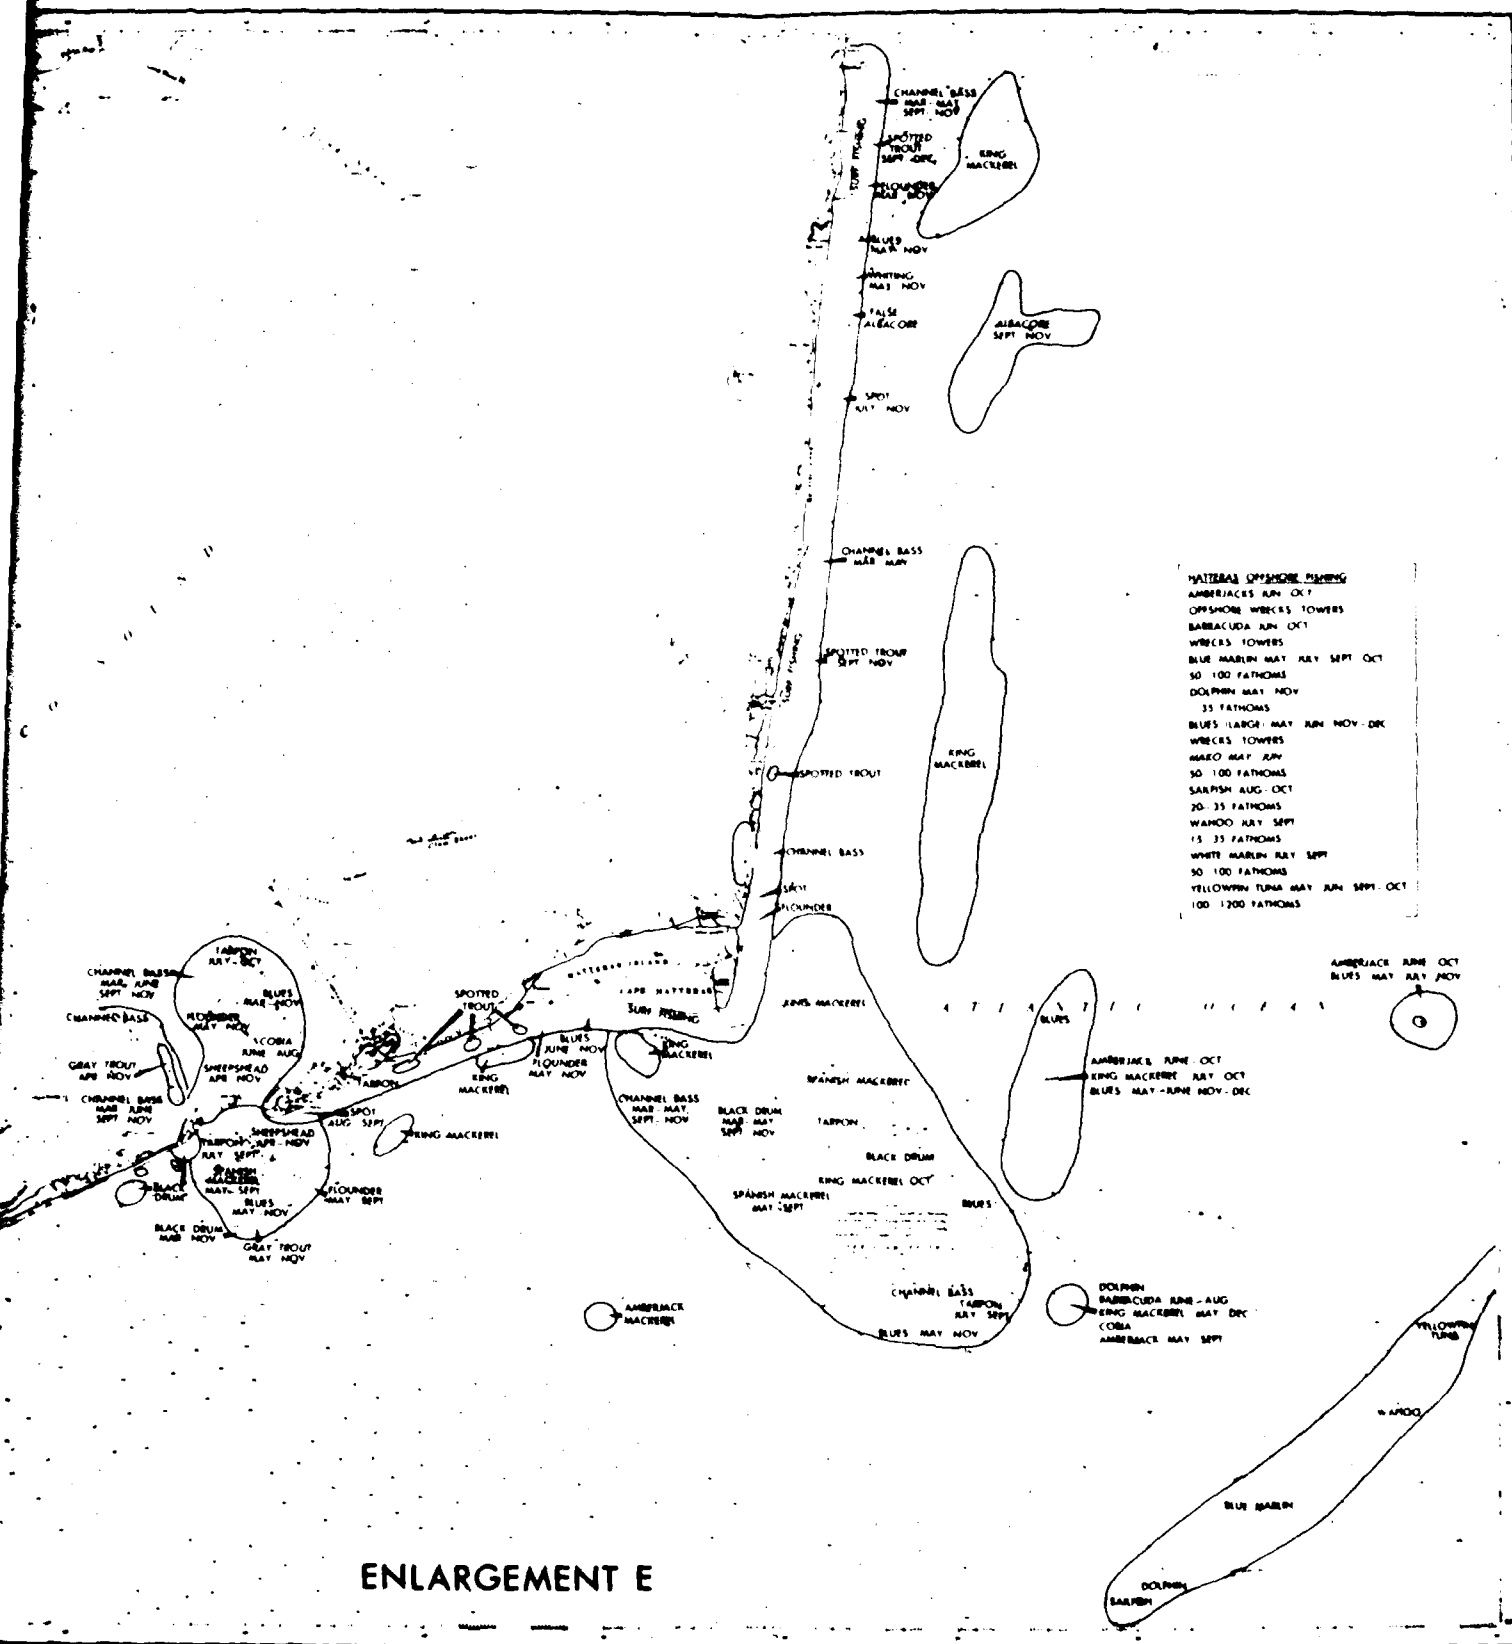 CHANNEL BASS
MAR - MAY
SEPT - NOV
SPOTTED
TROUT
SEPT - DEC
KING
MACKEREL
SURF FISHING
FLOUNDER
MAR NOV
BLUES
MAY NOV
WHITING
MAY NOV
FALSE
ALBACORE
ALBACORE
SEPT NOV
SPOT
JULY NOV
CHANNEL BASS
MAR MAY
SPOTTED TROUT
SEPT NOV
SURF FISHING
KING
MACKEREL
SPOTTED TROUT
CHANNEL BASS
SPOT
FLOUNDER
HATTERAS OFFSHORE FISHING
AMBERJACKS JUN OCT
OFFSHORE WRECKS TOWERS
BARRACUDA JUN OCT
WRECKS TOWERS
BLUE MARLIN MAY JULY SEPT OCT
50 100 FATHOMS
DOLPHIN MAY NOV
35 FATHOMS
BLUES (LARGE) MAY JUN NOV - DEC
WRECKS TOWERS
MAKO MAY JUN
50 100 FATHOMS
SAILFISH AUG - OCT
20 - 35 FATHOMS
WAHOO JULY SEPT
15 35 FATHOMS
WHITE MARLIN JULY SEPT
50 100 FATHOMS
YELLOWFIN TUNA MAY JUN SEPT - OCT
100 1200 FATHOMS
AMBERJACK JUNE OCT
BLUES MAY JULY NOV
TARPON
JULY - OCT
CHANNEL BASS
MAR JUNE
SEPT NOV
BLUES
MAR - NOV
CHANNEL BASS
FLOUNDER
MAY NOV
COBIA
JUNE AUG
GRAY TROUT
APR NOV
SHEEPSHEAD
APR NOV
CHANNEL BASS
MAR JUNE
SEPT NOV
HATTERAS ISLAND
CAPE HATTERAS
SURF FISHING
SPOTTED
TROUT
TARPON
KING
MACKEREL
BLUES
JUNE NOV
FLOUNDER
MAY NOV
KING
MACKEREL
KING MACKEREL
ATLANTIC OCEAN
BLUES
AMBERJACK JUNE - OCT
KING MACKEREL JULY OCT
BLUES MAY - JUNE NOV - DEC
SPANISH MACKEREL
CHANNEL BASS
MAR - MAY
SEPT - NOV
BLACK DRUM
MAR - MAY
SEPT NOV
TARPON
SPOT
AUG SEPT
KING MACKEREL
SHEEPSHEAD
APR - NOV
TARPON
JULY SEPT
SPANISH
MACKEREL
MAY - SEPT
BLACK
DRUM
BLUES
MAY NOV
FLOUNDER
MAY SEPT
BLACK DRUM
MAR NOV
GRAY TROUT
MAY NOV
BLACK DRUM
KING MACKEREL OCT
SPANISH MACKEREL
MAY - SEPT
BLUES
CHANNEL BASS
TARPON
JULY SEPT
BLUES MAY NOV
AMBERJACK
MACKEREL
DOLPHIN
BARRACUDA JUNE - AUG
KING MACKEREL MAY DEC
COBIA
AMBERJACK MAY SEPT
YELLOWFIN
TUNA
WAHOO
BLUE MARLIN
DOLPHIN
SAILFISH
ENLARGEMENT E